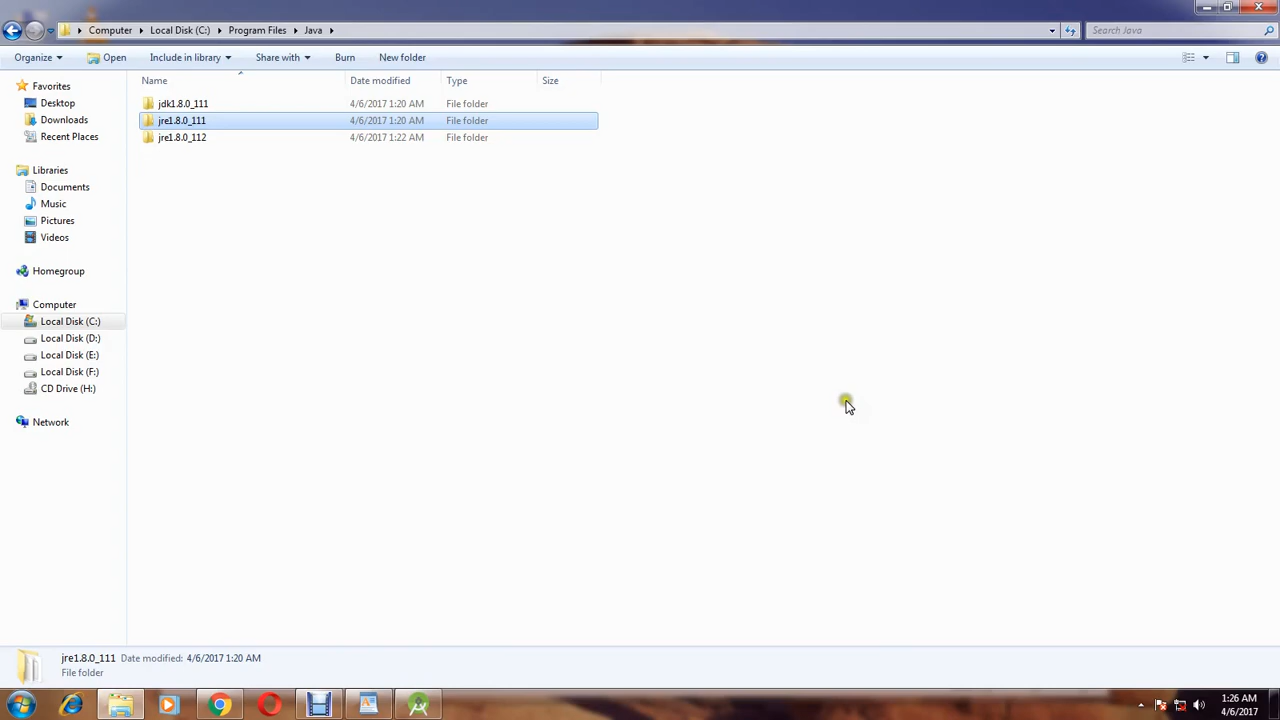 Computer Local Disk (C:) Program Files Java Search Java
Organize Open Include in library Share with Burn New folder
Name Date modified Type Size
Favorites
Desktop
Downloads
Recent Places
Libraries
Documents
Music
Pictures
Videos
Homegroup
Computer
Local Disk (C:)
Local Disk (D:)
Local Disk (E:)
Local Disk (F:)
CD Drive (H:)
Network
jdk1.8.0_111 4/6/2017 1:20 AM File folder
jre1.8.0_111 4/6/2017 1:20 AM File folder
jre1.8.0_112 4/6/2017 1:22 AM File folder
jre1.8.0_111 Date modified: 4/6/2017 1:20 AM
File folder
1:26 AM
4/6/2017